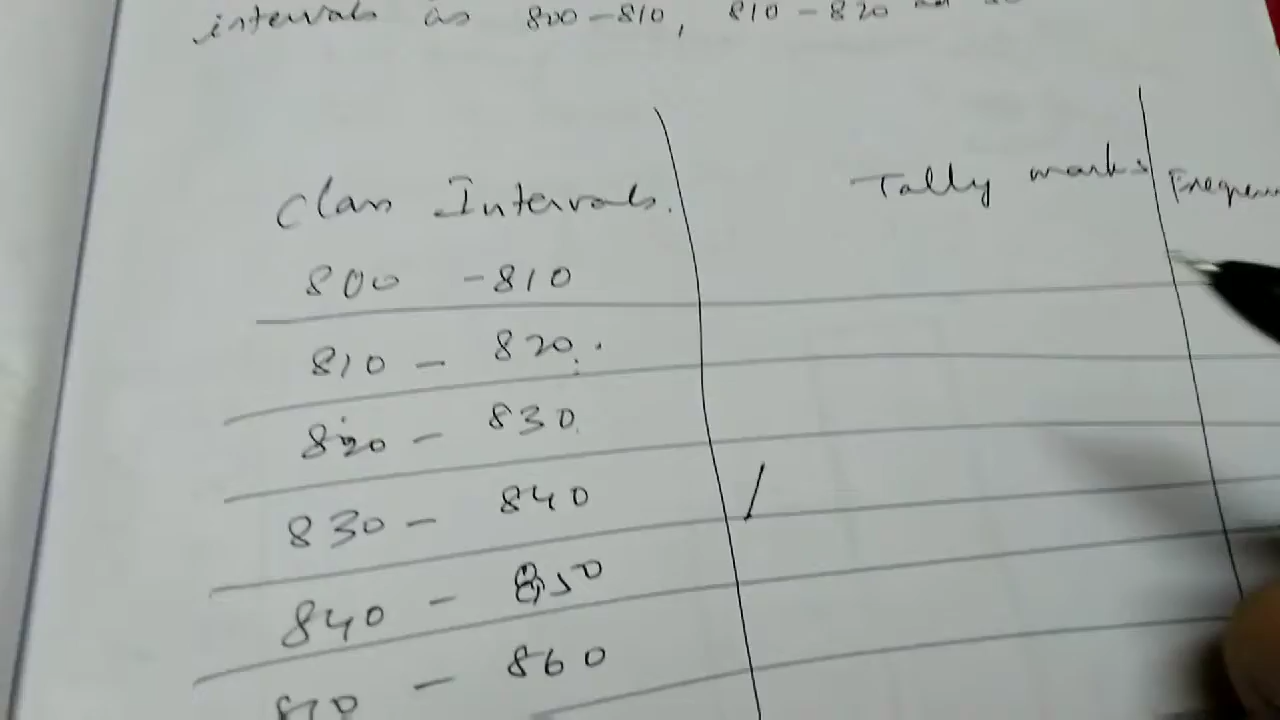 intervals as 800-810, 810-820
Class Intervals. Tally marks
800 -810
810 - 820
820 - 830
830 - 840 /
840 - 850
- 860